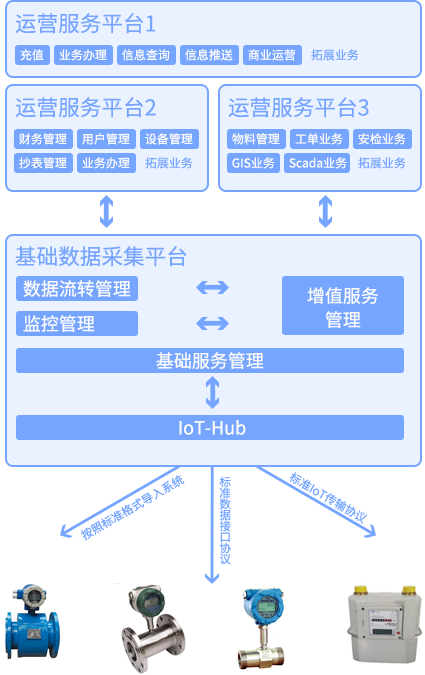 运营服务平台1
充值 业务办理 信息查询 信息推送 商业运营 拓展业务
运营服务平台2
财务管理 用户管理 设备管理
抄表管理 业务办理 拓展业务
运营服务平台3
物料管理 工单业务 安检业务
GIS业务 Scada业务 拓展业务
基础数据采集平台
数据流转管理
监控管理
增值服务
管理
基础服务管理
IoT-Hub
按照标准格式导入系统
标准数据接口协议
标准IoT传输协议